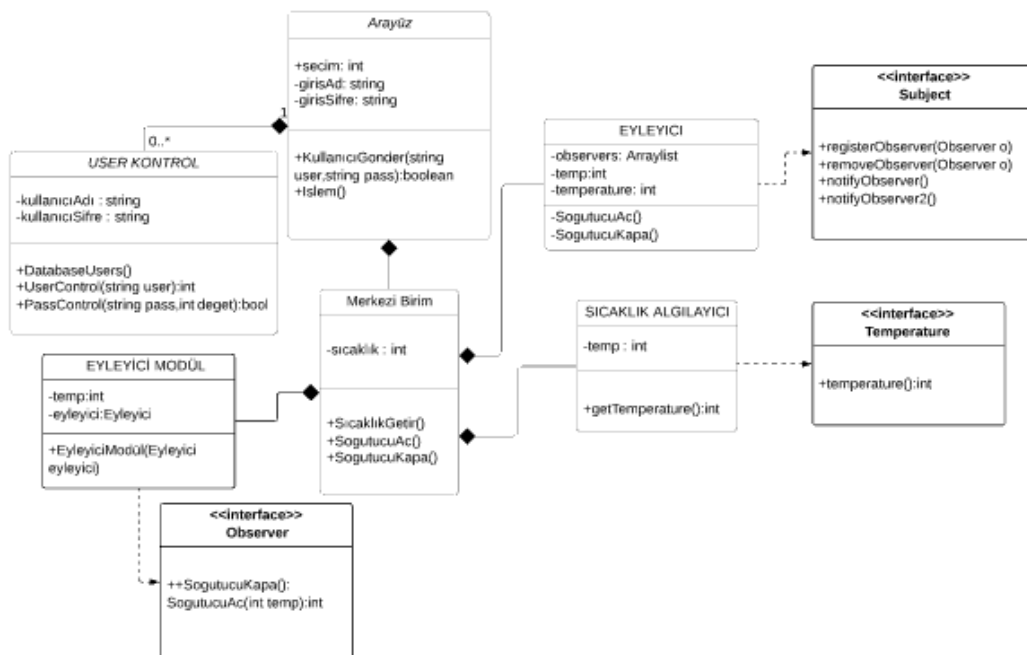 Arayüz
+secim: int
-girisAd: string
-girisSifre: string
+KullanıcıGonder(string
user,string pass):boolean
+Islem()
1
0..*
USER KONTROL
-kullanıcıAdı : string
-kullanıcıSifre : string
+DatabaseUsers()
+UserControl(string user):int
+PassControl(string pass,int deget):bool
EYLEYICI
-observers: Arraylist
-temp:int
-temperature: int
-SogutucuAc()
-SogutucuKapa()
<<interface>>
Subject
+registerObserver(Observer o)
+removeObserver(Observer o)
+notifyObserver()
+notifyObserver2()
Merkezi Birim
-sıcaklık : int
+SıcaklıkGetir()
+SogutucuAc()
+SogutucuKapa()
SICAKLIK ALGILAYICI
-temp : int
+getTemperature():int
<<interface>>
Temperature
+temperature():int
EYLEYİCİ MODÜL
-temp:int
-eyleyici:Eyleyici
+EyleyiciModül(Eyleyici
eyleyici)
<<interface>>
Observer
++SogutucuKapa():
SogutucuAc(int temp):int